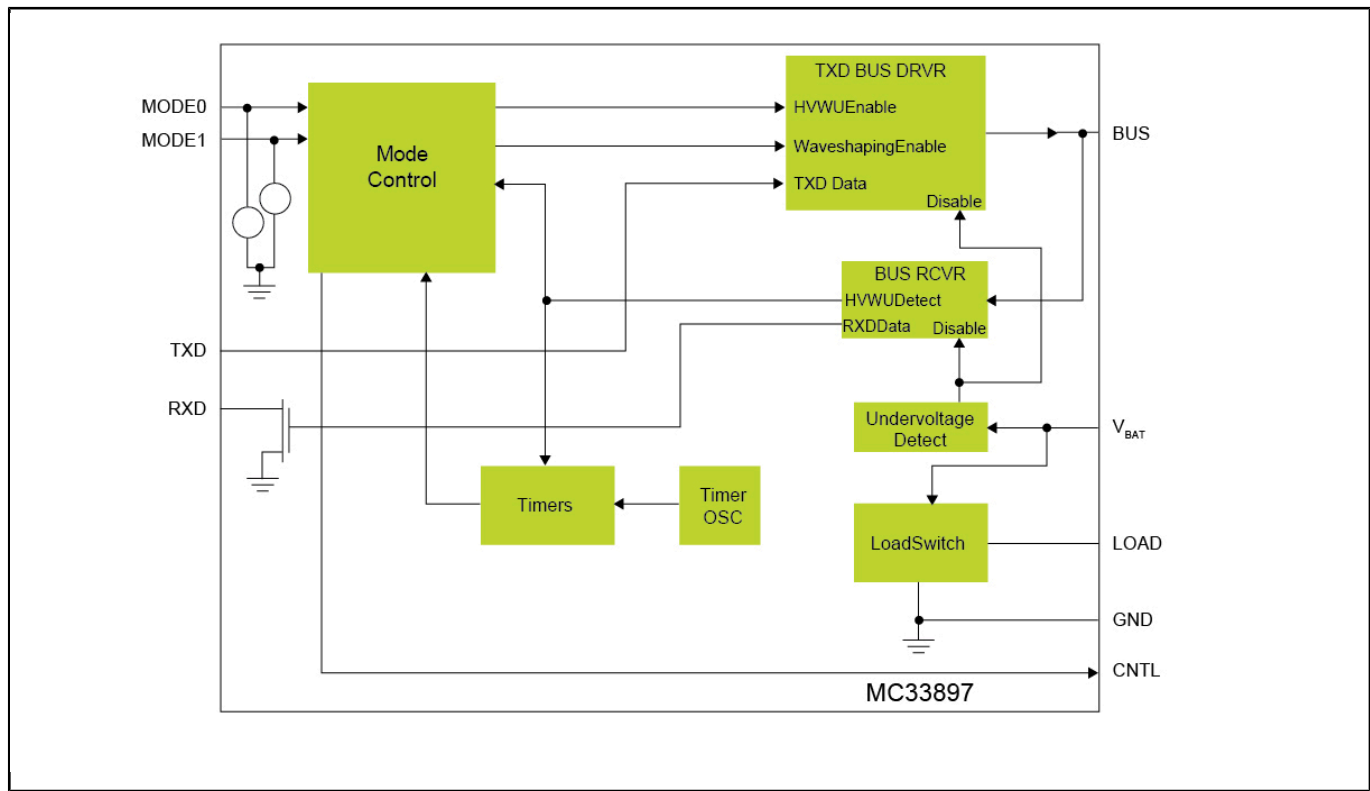 MODE0
MODE1
Mode
Control
TXD BUS DRVR
HVWUEnable
WaveshapingEnable
TXD Data
Disable
BUS
BUS RCVR
HVWUDetect
RXDData
Disable
TXD
RXD
Undervoltage
Detect
VBAT
Timers
Timer
OSC
LoadSwitch
LOAD
GND
CNTL
MC33897